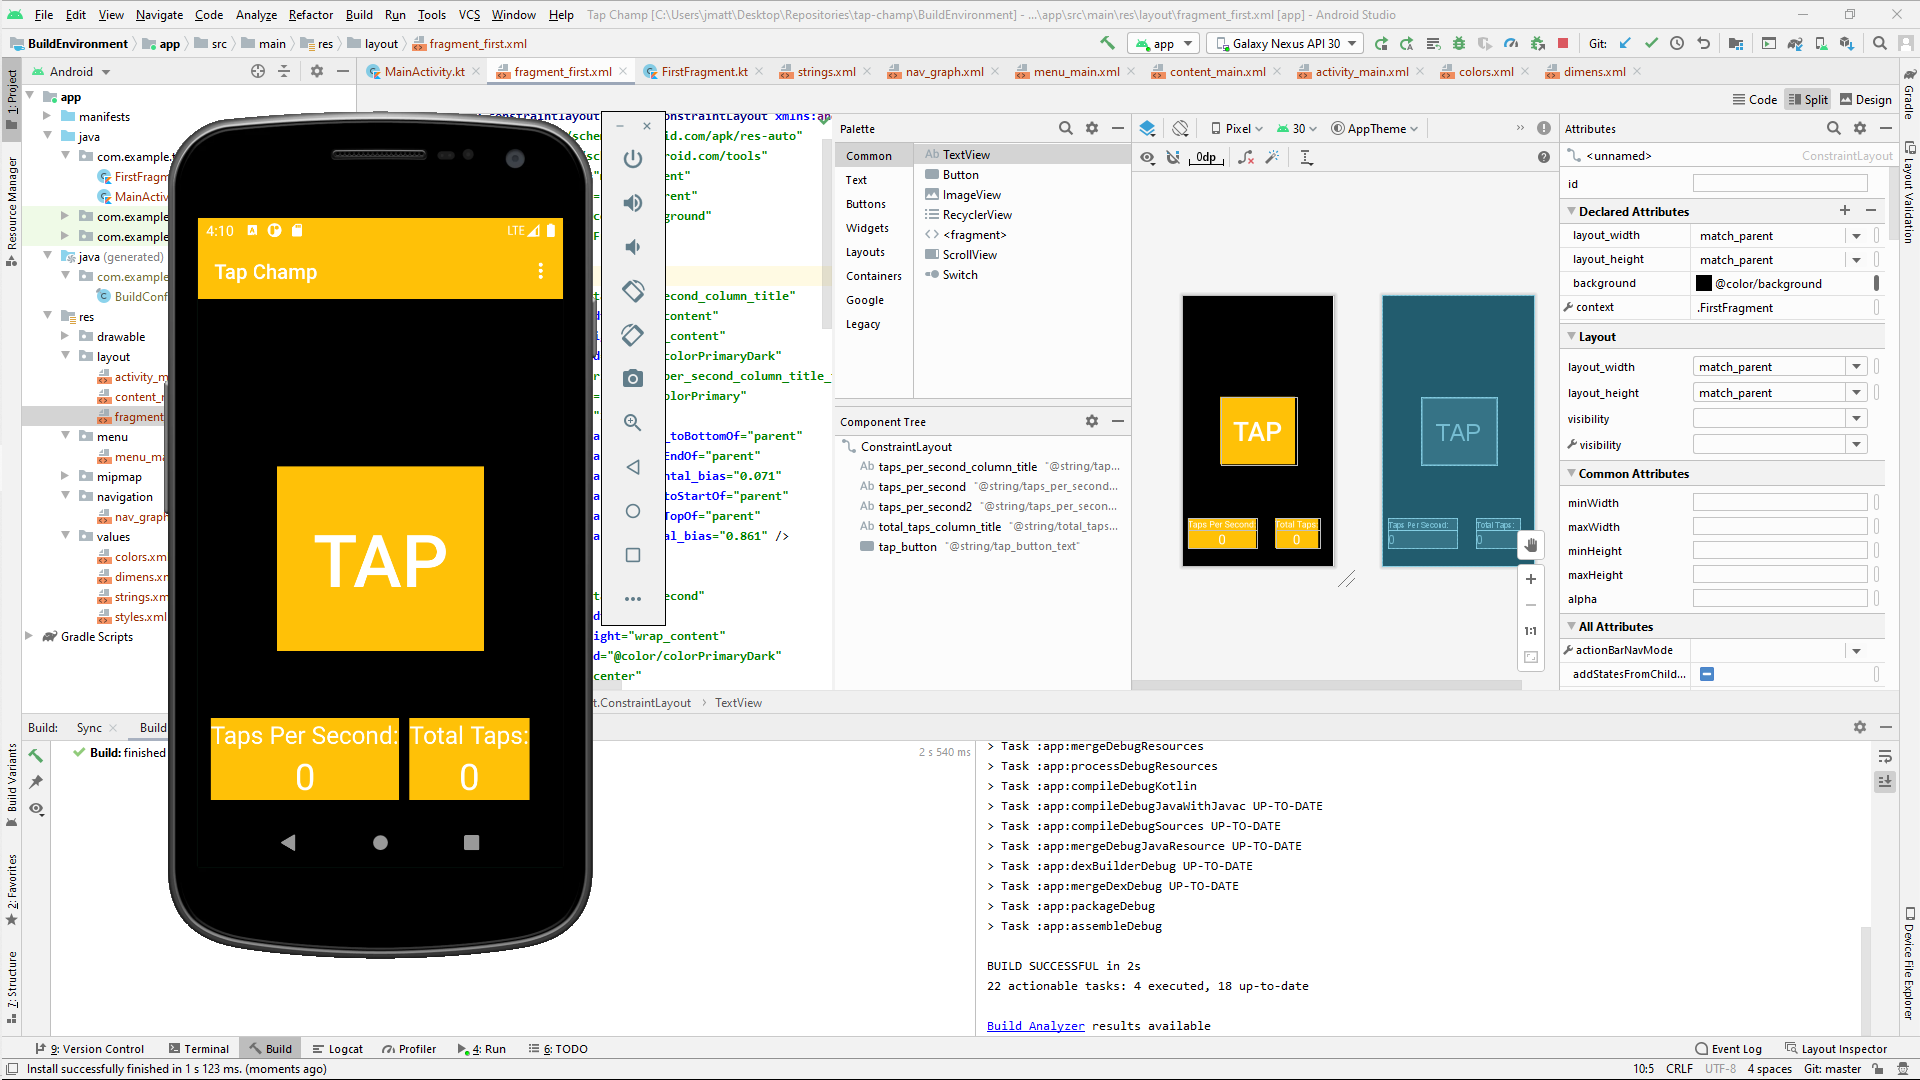 File Edit View Navigate Code Analyze Refactor Build Run Tools VCS Window Help Tap Champ [C:\Users\jmatt\Desktop\Repositories\tap-champ\BuildEnvironment] - ...\app\src\main\res\layout\fragment_first.xml [app] - Android Studio
BuildEnvironment app src main res layout fragment_first.xml
app Galaxy Nexus API 30 Git:
Android
MainActivity.kt fragment_first.xml FirstFragment.kt strings.xml nav_graph.xml menu_main.xml content_main.xml activity_main.xml colors.xml dimens.xml
Code Split Design
1: Project
Resource Manager
Build Variants
2: Favorites
7: Structure
app
manifests
java
com.example.t
FirstFragm
MainActiv
com.example
com.example
java (generated)
com.example
BuildConf
res
drawable
layout
activity_m
content_r
fragment
menu
menu_ma
mipmap
navigation
nav_graph
values
colors.xml
dimens.xml
strings.xml
styles.xml
Gradle Scripts
4:10 A LTE
Tap Champ
TAP
Taps Per Second:
0
Total Taps:
0
.constraintlayout
ConstraintLayout xmlns:an
/schem
oid.com/apk/res-auto"
roid.com/tools"
ent"
rent"
ground"
econd_column_title"
content"
_content"
colorPrimaryDark"
per_second_column_title_
olorPrimary"
_toBottomOf="parent"
EndOf="parent"
ntal_bias="0.071"
toStartOf="parent"
TopOf="parent"
al_bias="0.861" />
econd"
ight="wrap_content"
d="@color/colorPrimaryDark"
center"
t.ConstraintLayout TextView
Palette
Common
Text
Buttons
Widgets
Layouts
Containers
Google
Legacy
Ab TextView
Button
ImageView
RecyclerView
<fragment>
ScrollView
Switch
Component Tree
ConstraintLayout
Ab taps_per_second_column_title "@string/tap...
Ab taps_per_second "@string/taps_per_second...
Ab taps_per_second2 "@string/taps_per_secon...
Ab total_taps_column_title "@string/total_taps...
tap_button "@string/tap_button_text"
Pixel 30 AppTheme
0dp
TAP
Taps Per Second:
0
Total Taps:
0
TAP
Taps Per Second:
0
Total Taps:
0
1:1
Attributes
<unnamed> ConstraintLayout
id
Declared Attributes
layout_width match_parent
layout_height match_parent
background @color/background
context .FirstFragment
Layout
layout_width match_parent
layout_height match_parent
visibility
visibility
Common Attributes
minWidth
maxWidth
minHeight
maxHeight
alpha
All Attributes
actionBarNavMode
addStatesFromChild...
Gradle
Layout Validation
Device File Explorer
Build: Sync Build
Build: finished
2 s 540 ms
> Task :app:mergeDebugResources
> Task :app:processDebugResources
> Task :app:compileDebugKotlin
> Task :app:compileDebugJavaWithJavac UP-TO-DATE
> Task :app:compileDebugSources UP-TO-DATE
> Task :app:mergeDebugJavaResource UP-TO-DATE
> Task :app:dexBuilderDebug UP-TO-DATE
> Task :app:mergeDexDebug UP-TO-DATE
> Task :app:packageDebug
> Task :app:assembleDebug
BUILD SUCCESSFUL in 2s
22 actionable tasks: 4 executed, 18 up-to-date
Build Analyzer results available
9: Version Control Terminal Build Logcat Profiler 4: Run 6: TODO Event Log Layout Inspector
Install successfully finished in 1 s 123 ms. (moments ago) 10:5 CRLF UTF-8 4 spaces Git: master